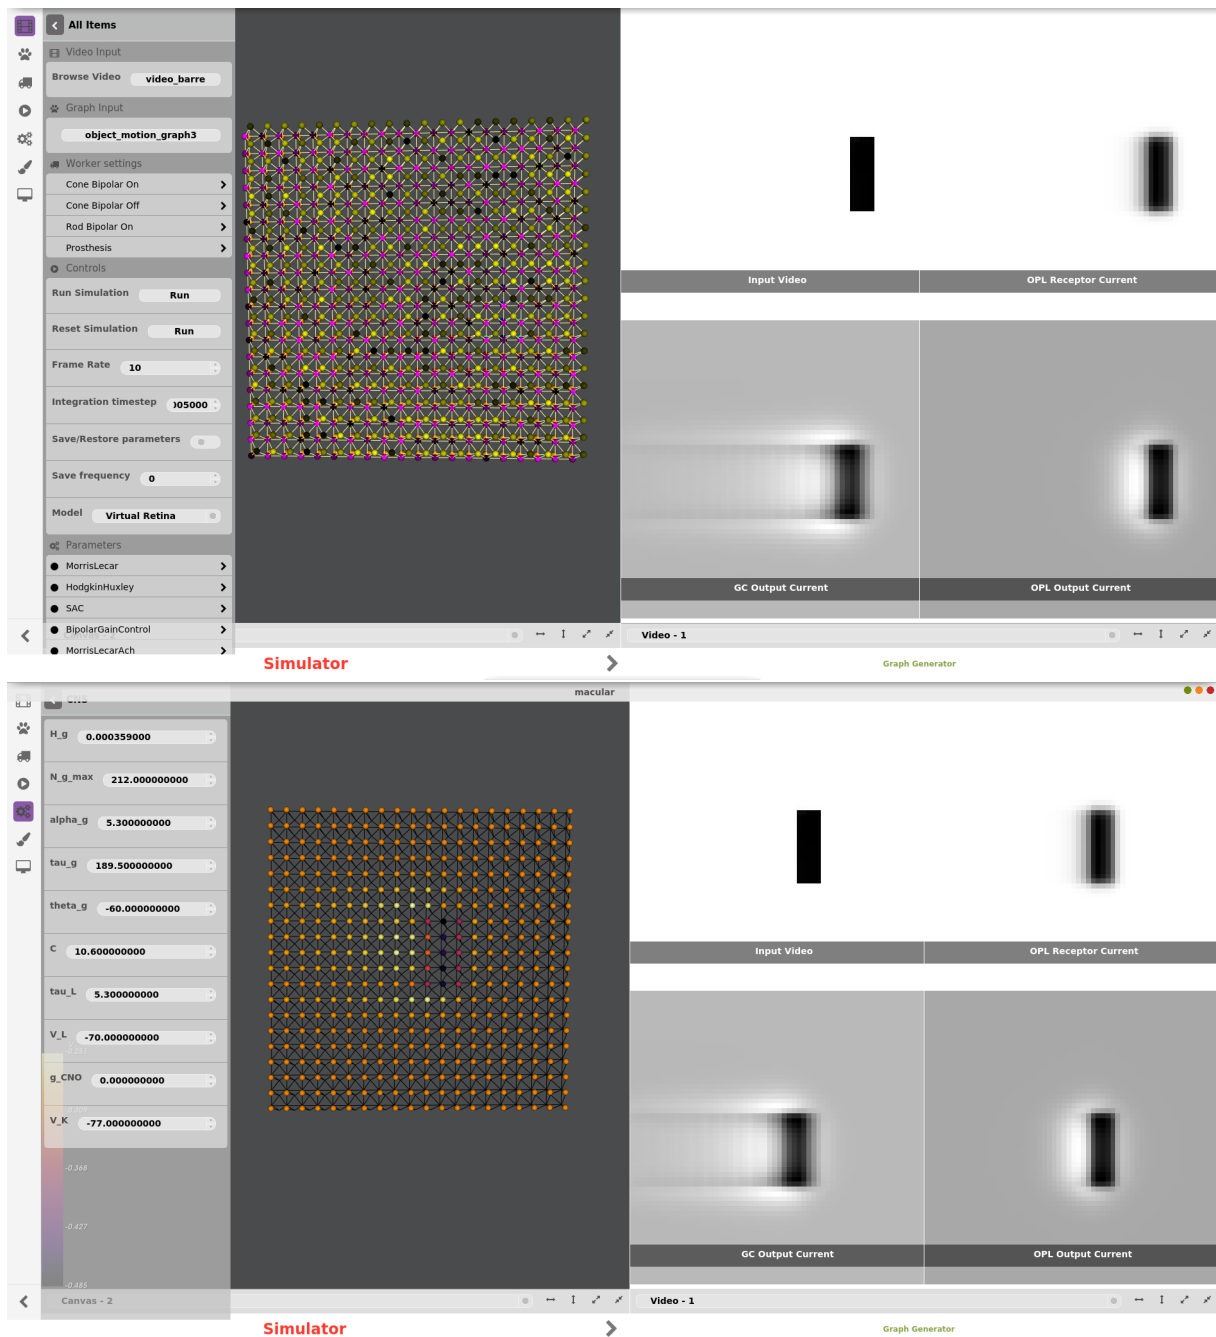 All Items
Video Input
Browse Video video_barre
Graph Input
object_motion_graph3
Worker settings
Cone Bipolar On
Cone Bipolar Off
Rod Bipolar On
Prosthesis
Controls
Run Simulation Run
Reset Simulation Run
Frame Rate 10
Integration timestep 005000
Save/Restore parameters
Save frequency 0
Model Virtual Retina
Parameters
MorrisLecar
HodgkinHuxley
SAC
BipolarGainControl
MorrisLecarAch
Input Video
OPL Receptor Current
GC Output Current
OPL Output Current
Video - 1
Simulator
Graph Generator
macular
H_g 0.000359000
N_g_max 212.000000000
alpha_g 5.300000000
tau_g 189.500000000
theta_g -60.000000000
C 10.600000000
tau_L 5.300000000
V_L -70.000000000
g_CNO 0.000000000
V_K -77.000000000
-0.368
-0.427
-0.485
Canvas - 2
Input Video
OPL Receptor Current
GC Output Current
OPL Output Current
Video - 1
Simulator
Graph Generator